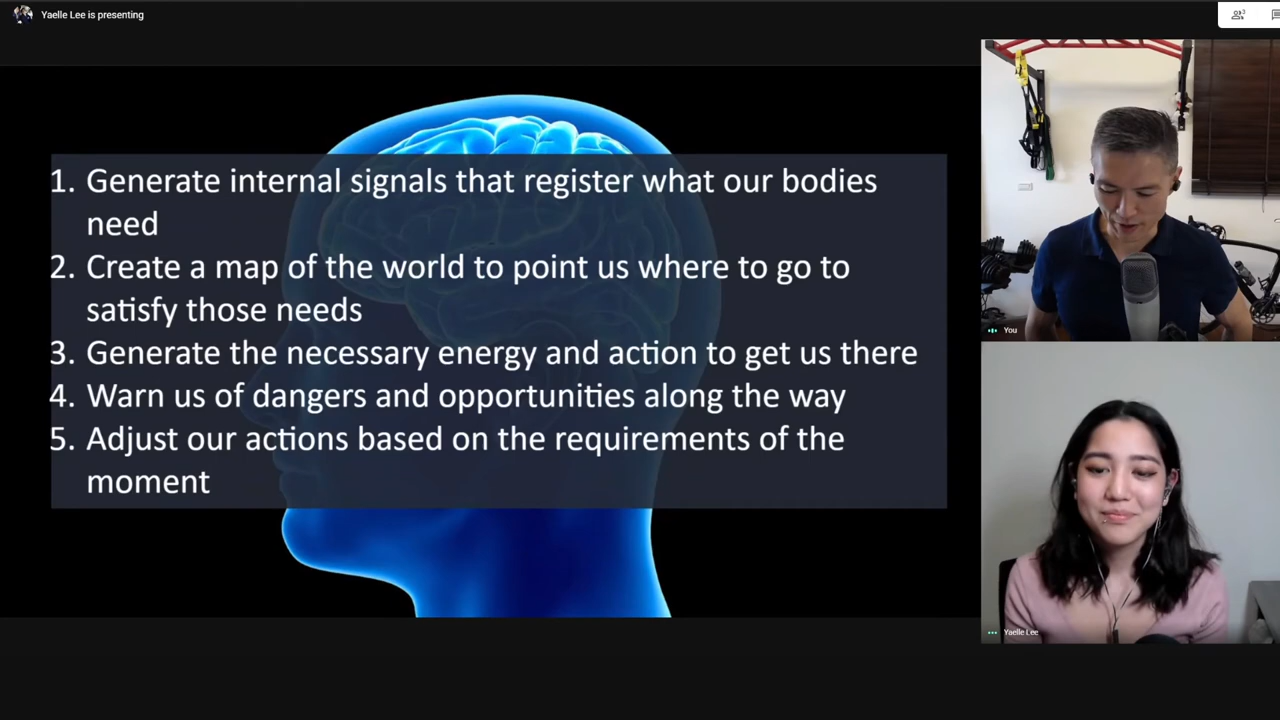 Yaelle Lee is presenting
3
1. Generate internal signals that register what our bodies
need
2. Create a map of the world to point us where to go to
satisfy those needs
3. Generate the necessary energy and action to get us there
4. Warn us of dangers and opportunities along the way
5. Adjust our actions based on the requirements of the
moment
You
Yaelle Lee